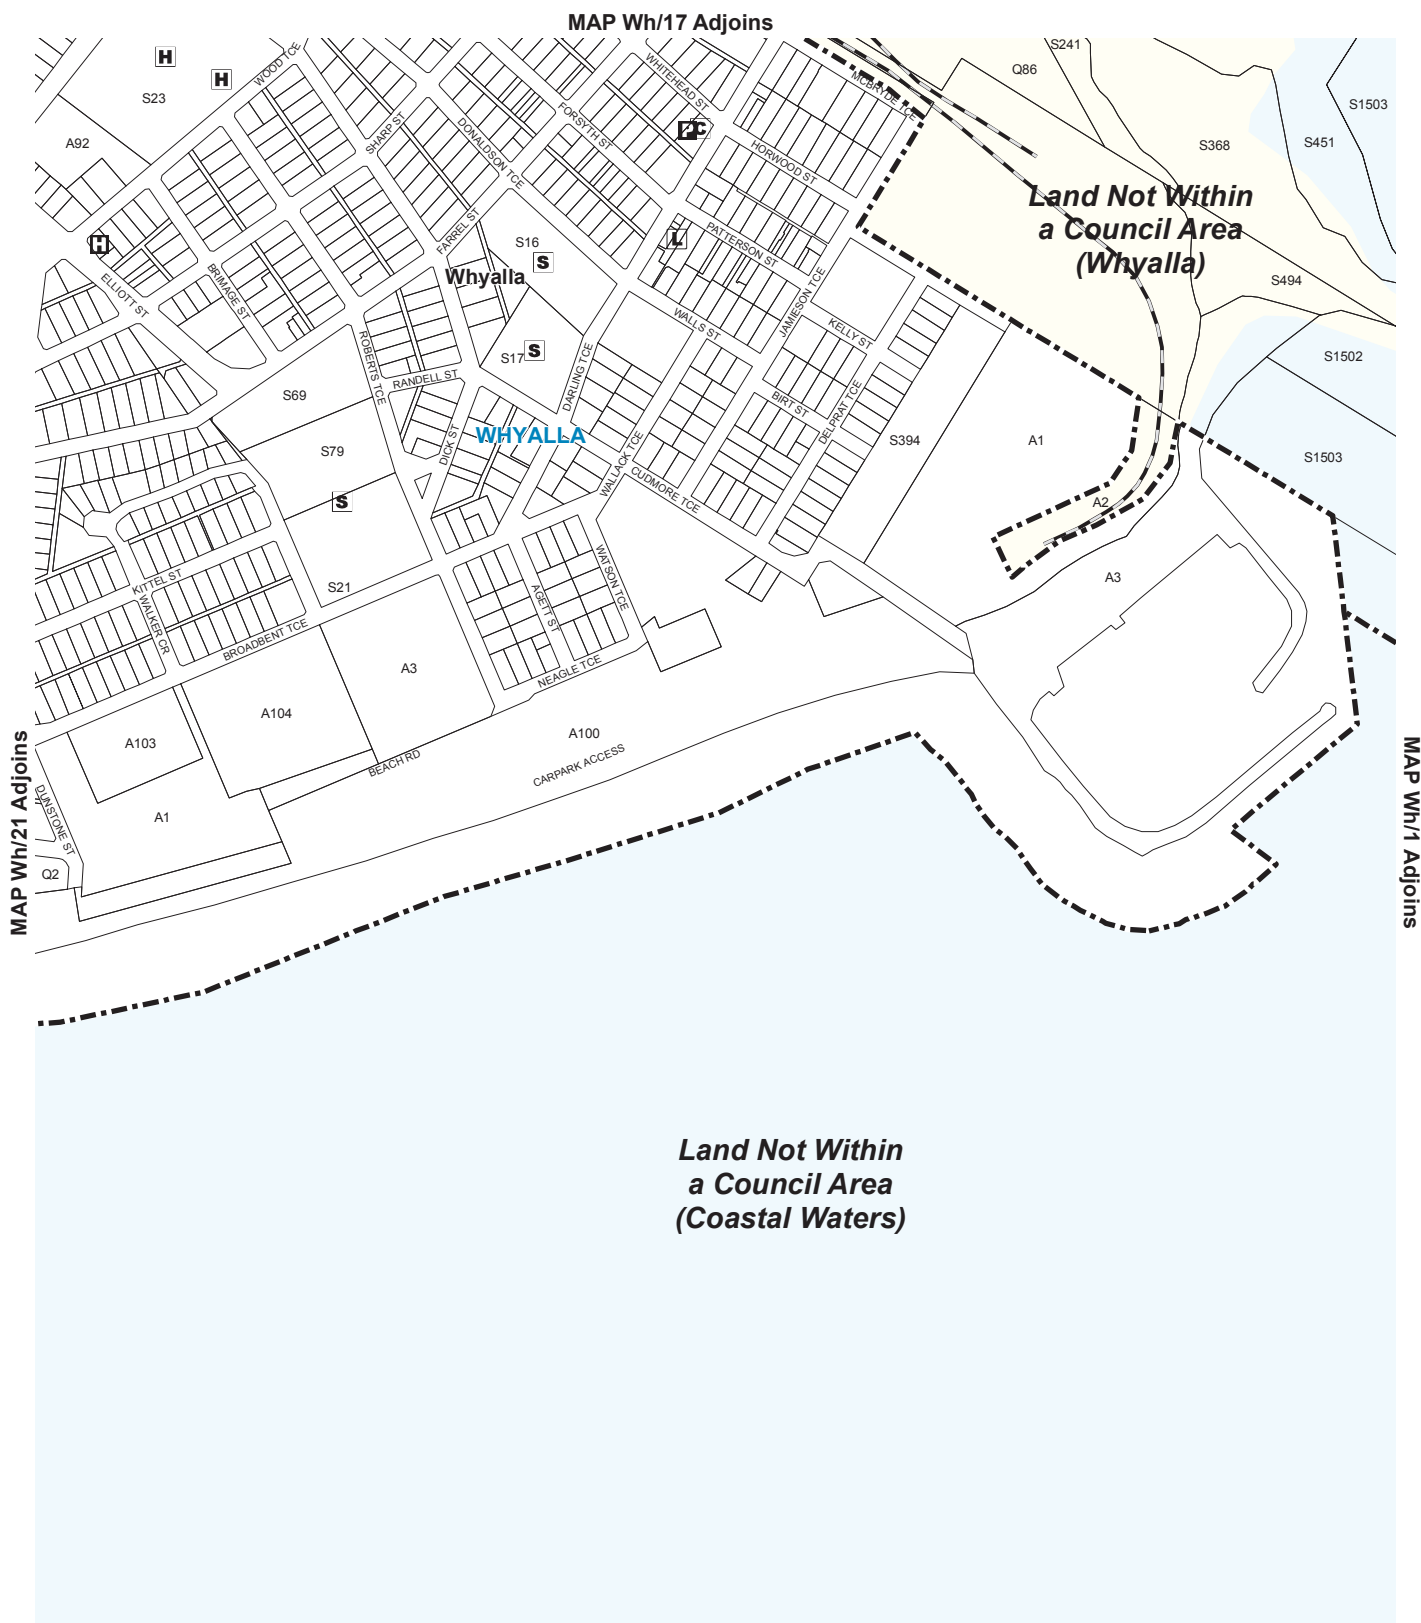 MAP Wh/17 Adjoins
S241
Q86
S1503
S451
S368
H
H
S23
A92
WOOD TCE
SHARP ST
DONALDSON TCE
FORSYTH ST
WHITEHEAD ST
MCBRYDE TCE
P
C
HORWOOD ST
Land Not Within
a Council Area
(Whyalla)
S494
S1502
S1503
H
ELLIOTT ST
BRIMAGE ST
FARREL ST
S16
S
Whyalla
L
PATTERSON ST
JAMIESON TCE
WALLS ST
KELLY ST
ROBERTS TCE
RANDELL ST
S17
S
DARLING TCE
BIRT ST
DELPRAT TCE
S69
S79
S
DICK ST
WHYALLA
WALLACK TCE
CUDMORE TCE
S394
A1
A2
A3
KITTEL ST
WALKER CR
BROADBENT TCE
S21
AGETT ST
WATSON TCE
NEAGLE TCE
A3
A104
A103
A100
BEACH RD
CARPARK ACCESS
DUNSTONE ST
A1
Q2
MAP Wh/21 Adjoins
MAP Wh/1 Adjoins
Land Not Within
a Council Area
(Coastal Waters)